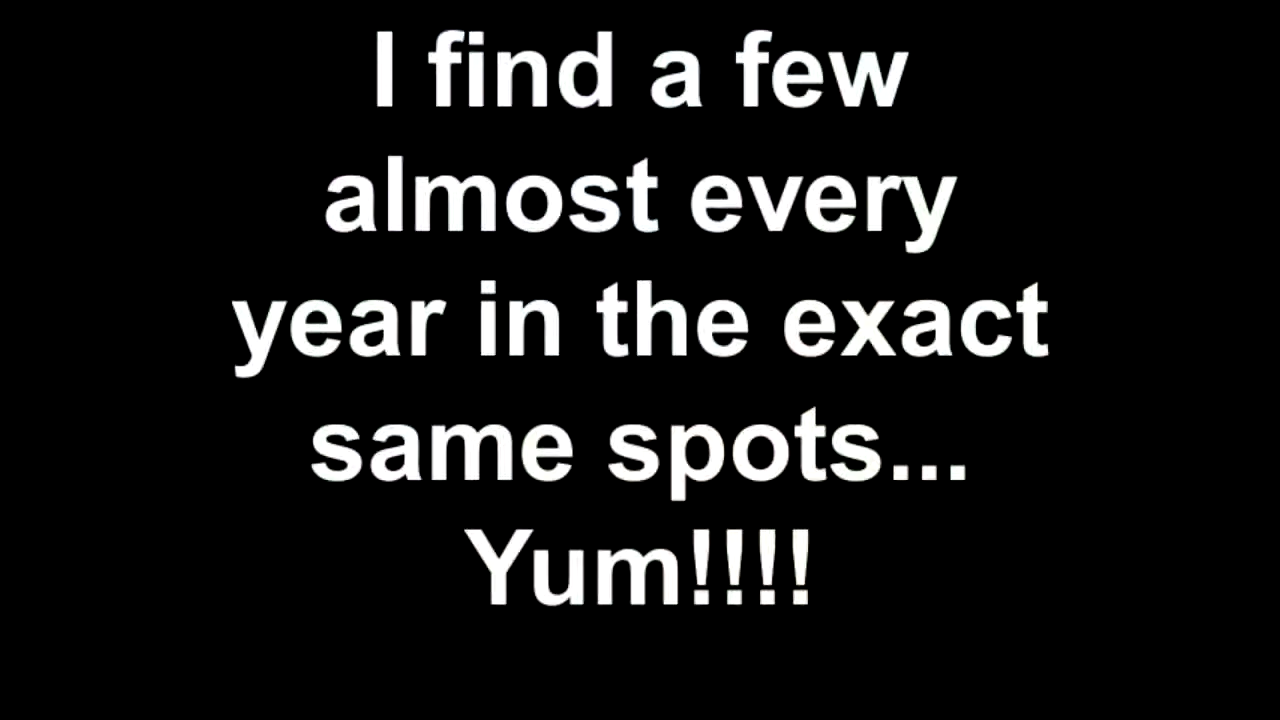 I find a few
almost every
year in the exact
same spots...
Yum!!!!